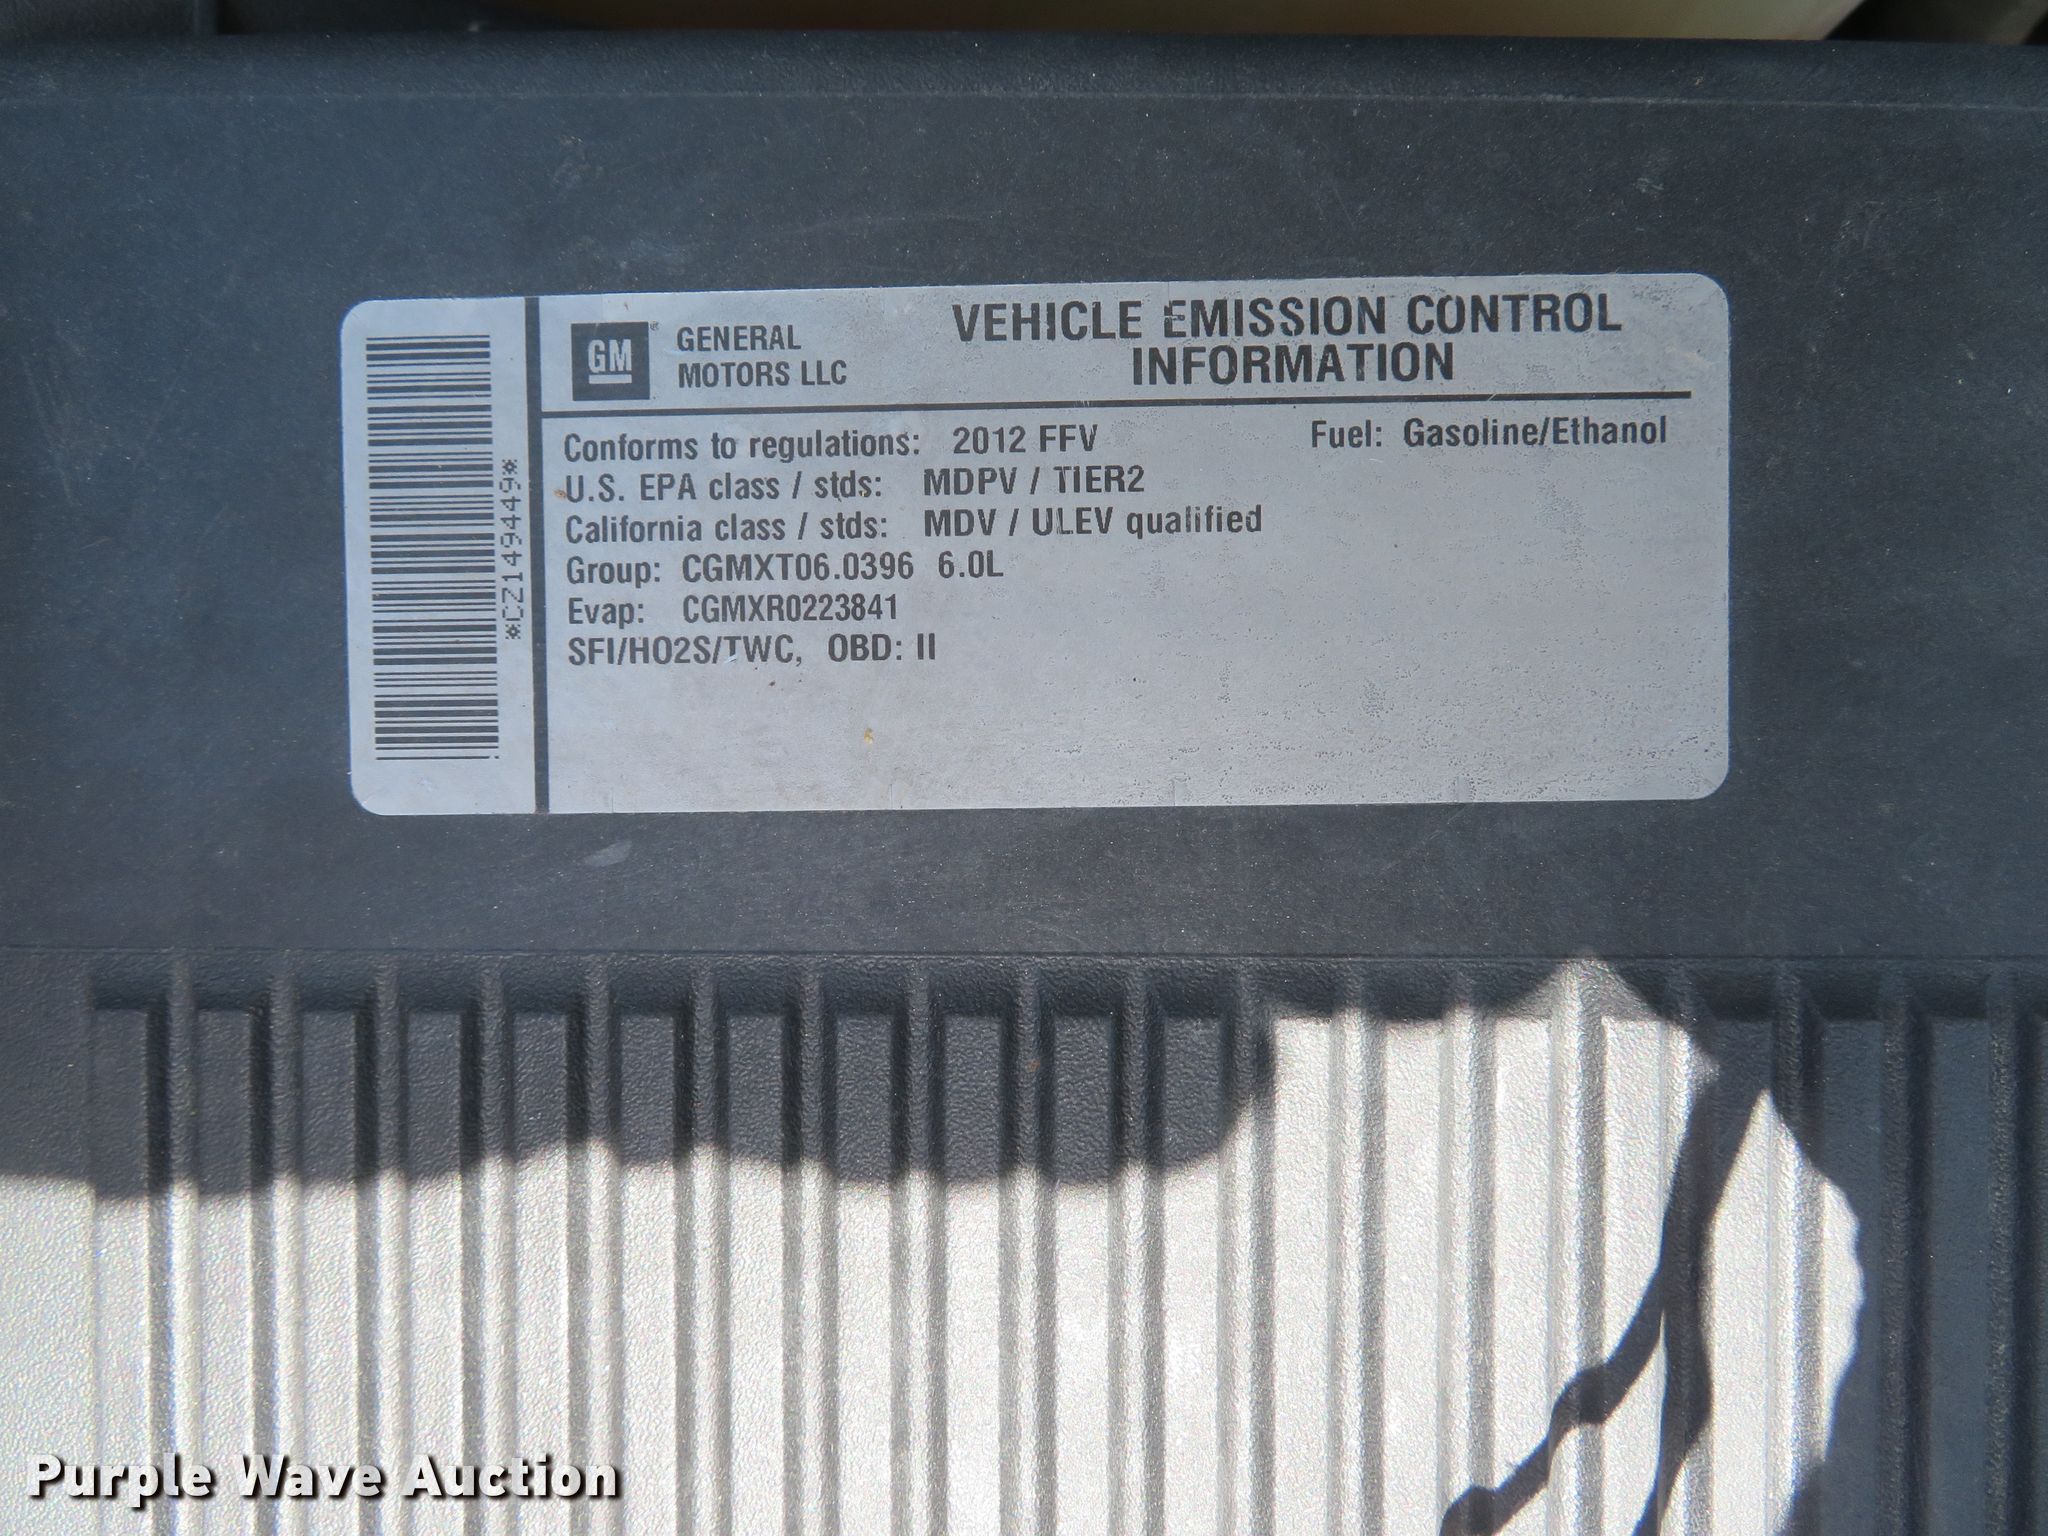 GM
GENERAL
MOTORS LLC
VEHICLE EMISSION CONTROL
INFORMATION
Conforms to regulations: 2012 FFV
Fuel: Gasoline/Ethanol
U.S. EPA class / stds: MDPV / TIER2
California class / stds: MDV / ULEV qualified
Group: CGMXT06.0396 6.0L
Evap: CGMXR0223841
SFI/HO2S/TWC, OBD: II
*CZ149449*
Purple Wave Auction